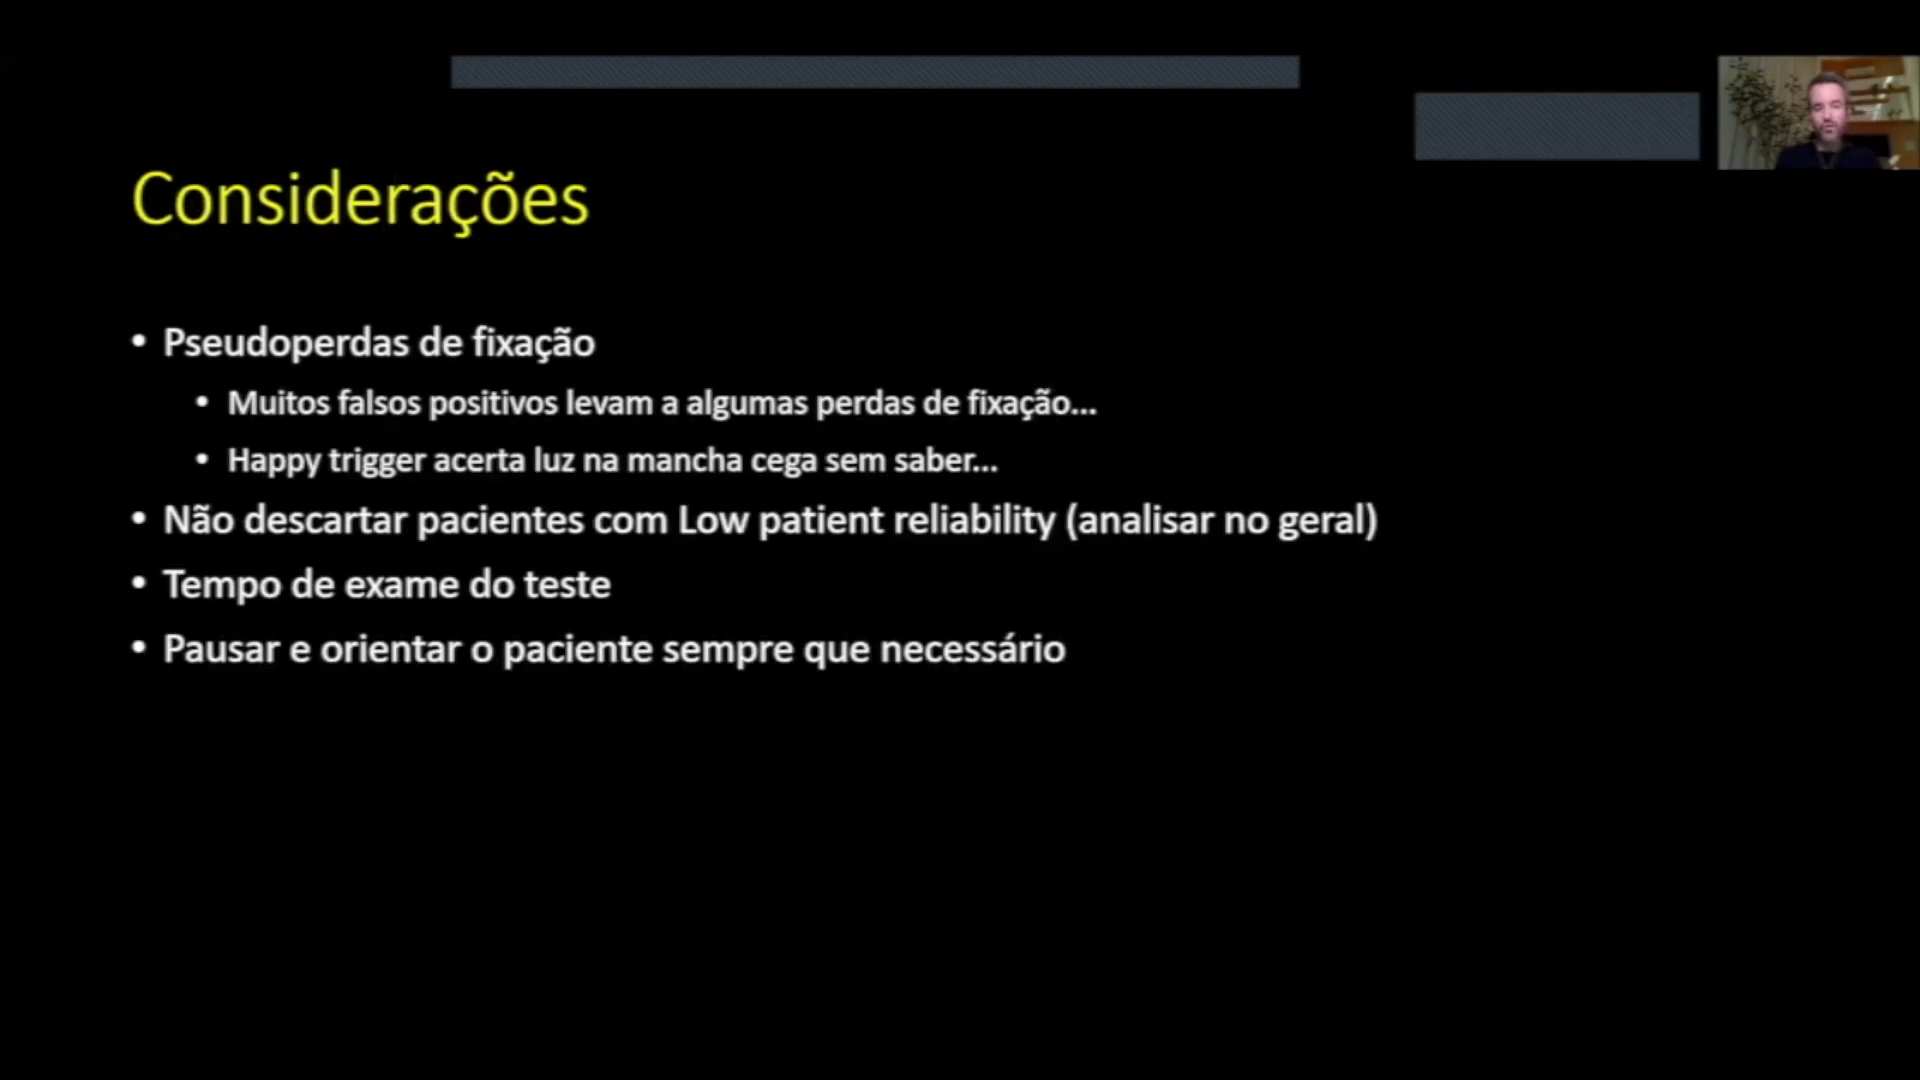 Considerações
• Pseudoperdas de fixação
• Muitos falsos positivos levam a algumas perdas de fixação...
• Happy trigger acerta luz na mancha cega sem saber...
• Não descartar pacientes com Low patient reliability (analisar no geral)
• Tempo de exame do teste
• Pausar e orientar o paciente sempre que necessário